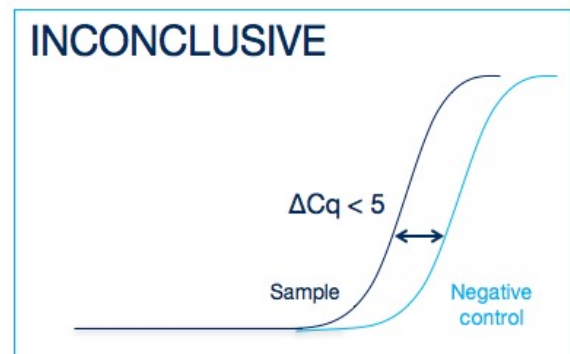 INCONCLUSIVE
ΔCq < 5
Sample
Negative
control